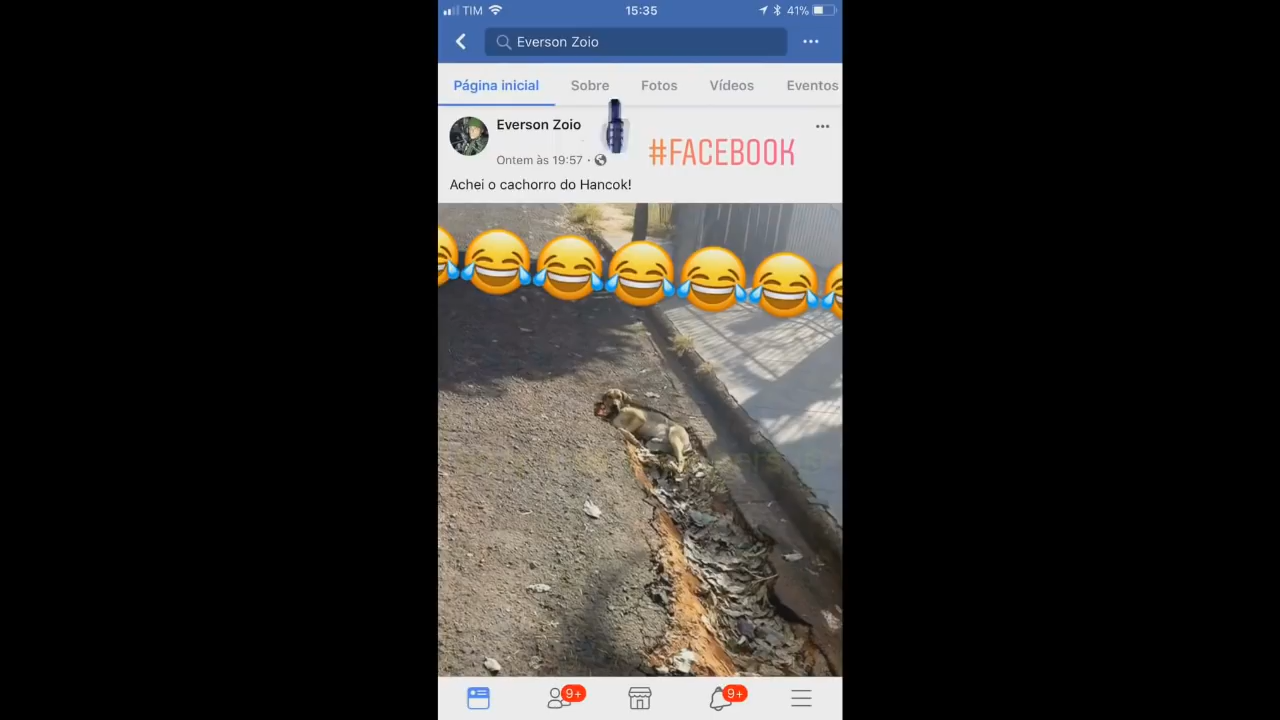 TIM 15:35 41%
Everson Zoio
Página inicial Sobre Fotos Vídeos Eventos
Everson Zoio
#FACEBOOK
Ontem às 19:57
Achei o cachorro do Hancok!
9+ 9+